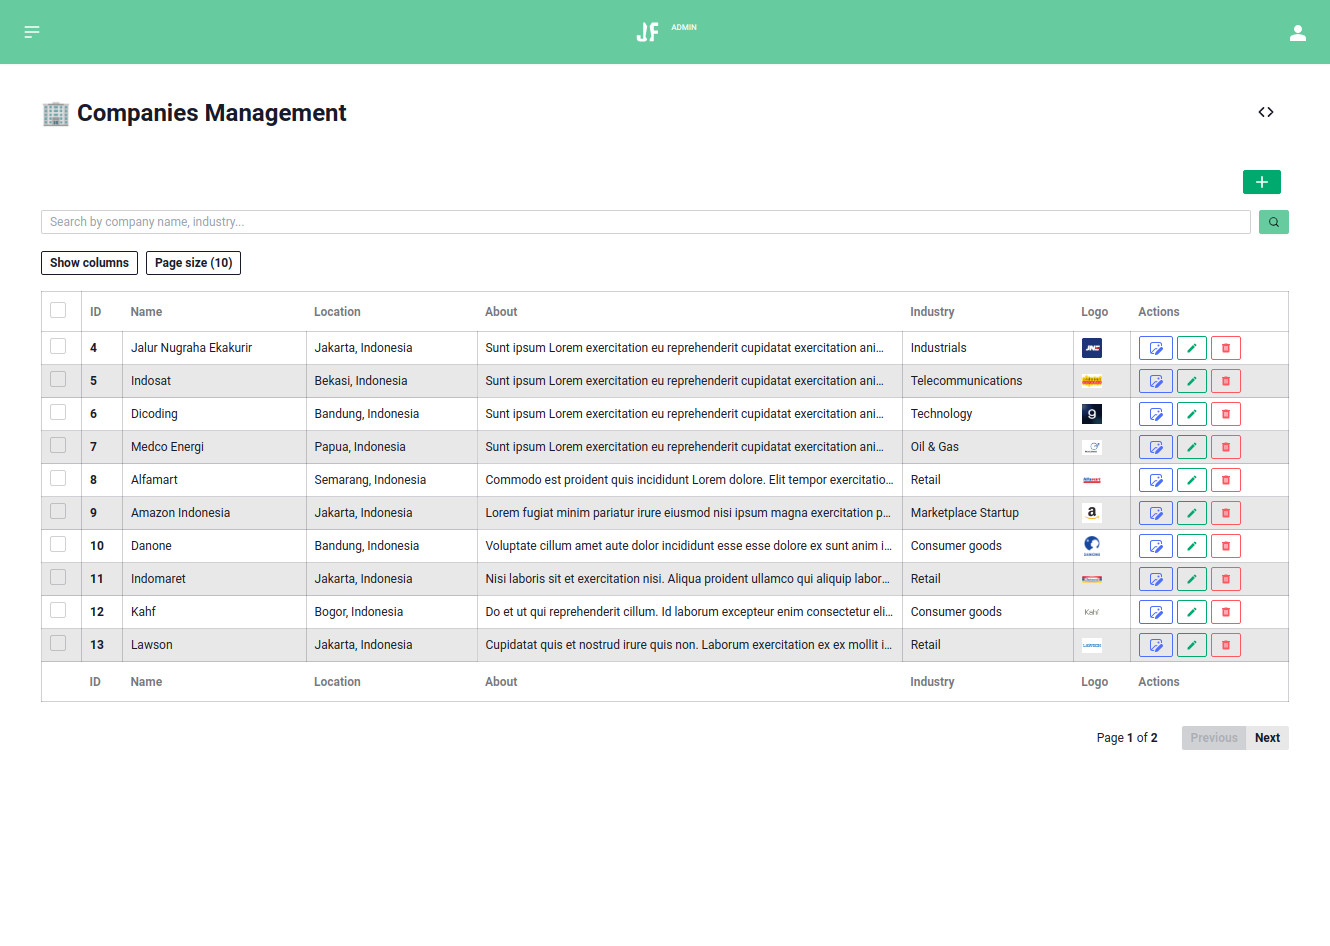 JF ADMIN
Companies Management
Search by company name, industry...
Show columns Page size (10)
ID Name Location About Industry Logo Actions
4 Jalur Nugraha Ekakurir Jakarta, Indonesia Sunt ipsum Lorem exercitation eu reprehenderit cupidatat exercitation ani... Industrials JNE
5 Indosat Bekasi, Indonesia Sunt ipsum Lorem exercitation eu reprehenderit cupidatat exercitation ani... Telecommunications
6 Dicoding Bandung, Indonesia Sunt ipsum Lorem exercitation eu reprehenderit cupidatat exercitation ani... Technology
7 Medco Energi Papua, Indonesia Sunt ipsum Lorem exercitation eu reprehenderit cupidatat exercitation ani... Oil & Gas
8 Alfamart Semarang, Indonesia Commodo est proident quis incididunt Lorem dolore. Elit tempor exercitatio... Retail
9 Amazon Indonesia Jakarta, Indonesia Lorem fugiat minim pariatur irure eiusmod nisi ipsum magna exercitation p... Marketplace Startup a
10 Danone Bandung, Indonesia Voluptate cillum amet aute dolor incididunt esse esse dolore ex sunt anim i... Consumer goods
11 Indomaret Jakarta, Indonesia Nisi laboris sit et exercitation nisi. Aliqua proident ullamco qui aliquip labor... Retail
12 Kahf Bogor, Indonesia Do et ut qui reprehenderit cillum. Id laborum excepteur enim consectetur eli... Consumer goods Kahf
13 Lawson Jakarta, Indonesia Cupidatat quis et nostrud irure quis non. Laborum exercitation ex ex mollit i... Retail LAWSON
ID Name Location About Industry Logo Actions
Page 1 of 2 Previous Next